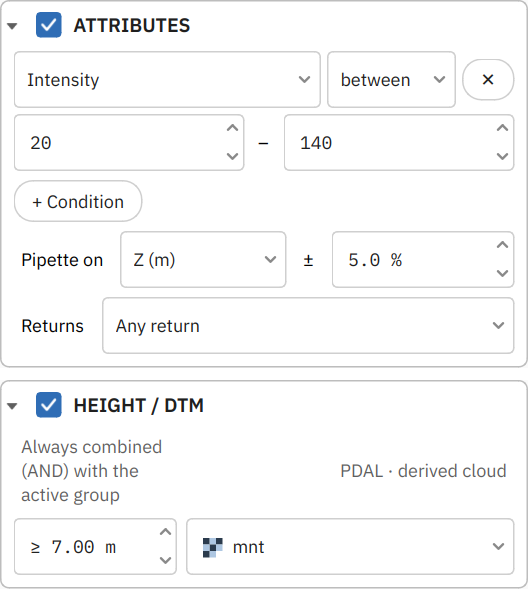 ATTRIBUTES
Intensity between ✕
20 – 140
+ Condition
Pipette on Z (m) ± 5.0 %
Returns Any return
HEIGHT / DTM
Always combined
(AND) with the
active group
PDAL · derived cloud
≥ 7.00 m mnt